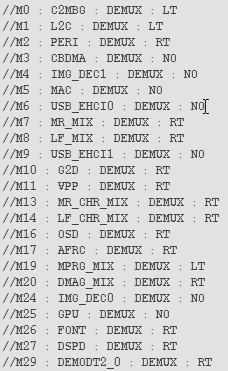 //M0 : C2MBG : DEMUX : LT
//M1 : L2C : DEMUX : LT
//M2 : PERI : DEMUX : RT
//M3 : CBDMA : DEMUX : NO
//M4 : IMG_DEC1 : DEMUX : NO
//M5 : MAC : DEMUX : NO
//M6 : USB_EHCI0 : DEMUX : NO
//M7 : MR_MIX : DEMUX : RT
//M8 : LF_MIX : DEMUX : RT
//M9 : USB_EHCI1 : DEMUX : NO
//M10 : G2D : DEMUX : RT
//M11 : VPP : DEMUX : RT
//M13 : MR_CHR_MIX : DEMUX : RT
//M14 : LF_CHR_MIX : DEMUX : RT
//M16 : OSD : DEMUX : RT
//M17 : AFRC : DEMUX : RT
//M19 : MPRG_MIX : DEMUX : LT
//M20 : DMAG_MIX : DEMUX : RT
//M24 : IMG_DEC0 : DEMUX : NO
//M25 : GPU : DEMUX : NO
//M26 : FONT : DEMUX : RT
//M27 : DSPD : DEMUX : RT
//M29 : DEMODT2_0 : DEMUX : RT